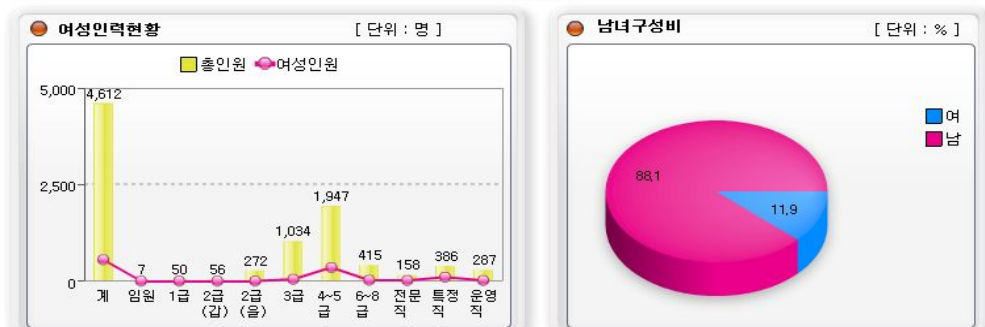 여성인력현황 [ 단위 : 명 ]
총인원 여성인원
5,000
4,612
2,500
1,947
1,034
7 50 56 272 415 158 386 287
0
계 임원 1급 2급(갑) 2급(을) 3급 4~5급 6~8급 전문직 특정직 운영직
남녀구성비 [ 단위 : % ]
여
남
88,1
11,9